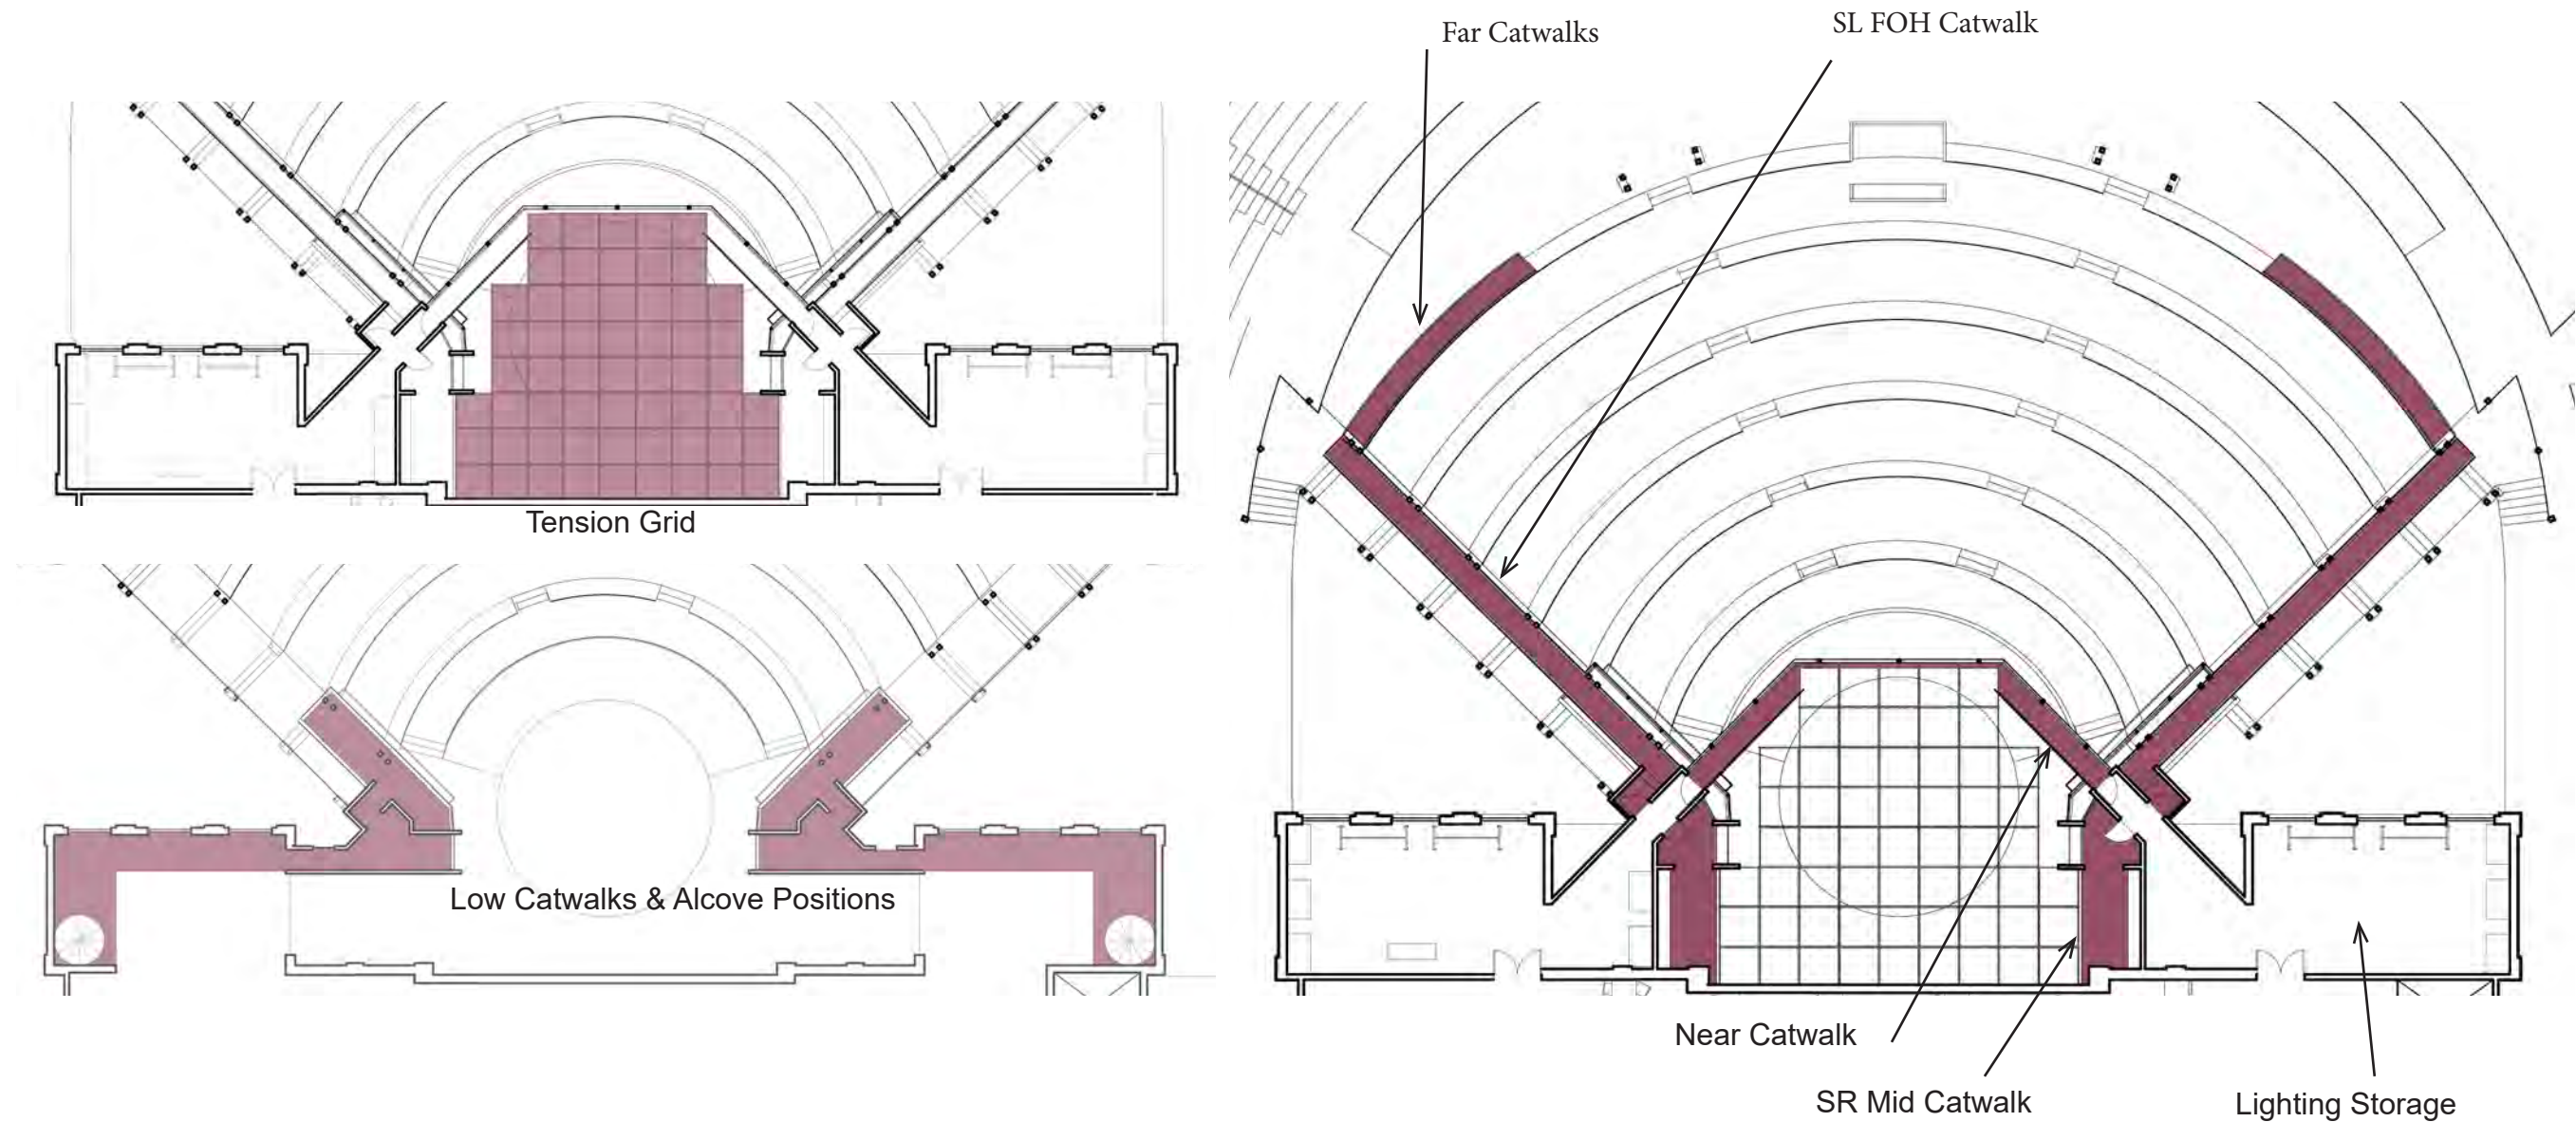 Far Catwalks
SL FOH Catwalk
Tension Grid
Low Catwalks & Alcove Positions
Near Catwalk
SR Mid Catwalk
Lighting Storage